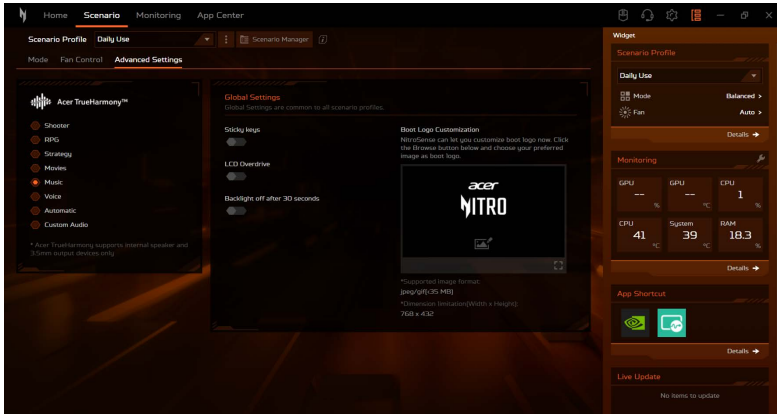 Home Scenario Monitoring App Center
Scenario Profile Daily Use Scenario Manager
Mode Fan Control Advanced Settings
Acer TrueHarmony™
Shooter
RPG
Strategy
Movies
Music
Voice
Automatic
Custom Audio
* Acer TrueHarmony supports internal speaker and
3.5mm output devices only
Global Settings
Global Settings are common to all scenario profiles.
Sticky keys
LCD Overdrive
Backlight off after 30 seconds
Boot Logo Customization
NitroSense can let you customize boot logo now. Click
the Browse button below and choose your preferred
image as boot logo.
acer
NITRO
*Supported image format:
jpeg/gif(<35 MB)
*Dimension limitation(Width x Height):
768 x 432
Widget
Scenario Profile
Daily Use
Mode Balanced >
Fan Auto >
Details →
Monitoring
GPU
--
%
GPU
--
°C
CPU
1
%
CPU
41
°C
System
39
°C
RAM
18.3
%
Details →
App Shortcut
Details →
Live Update
No items to update